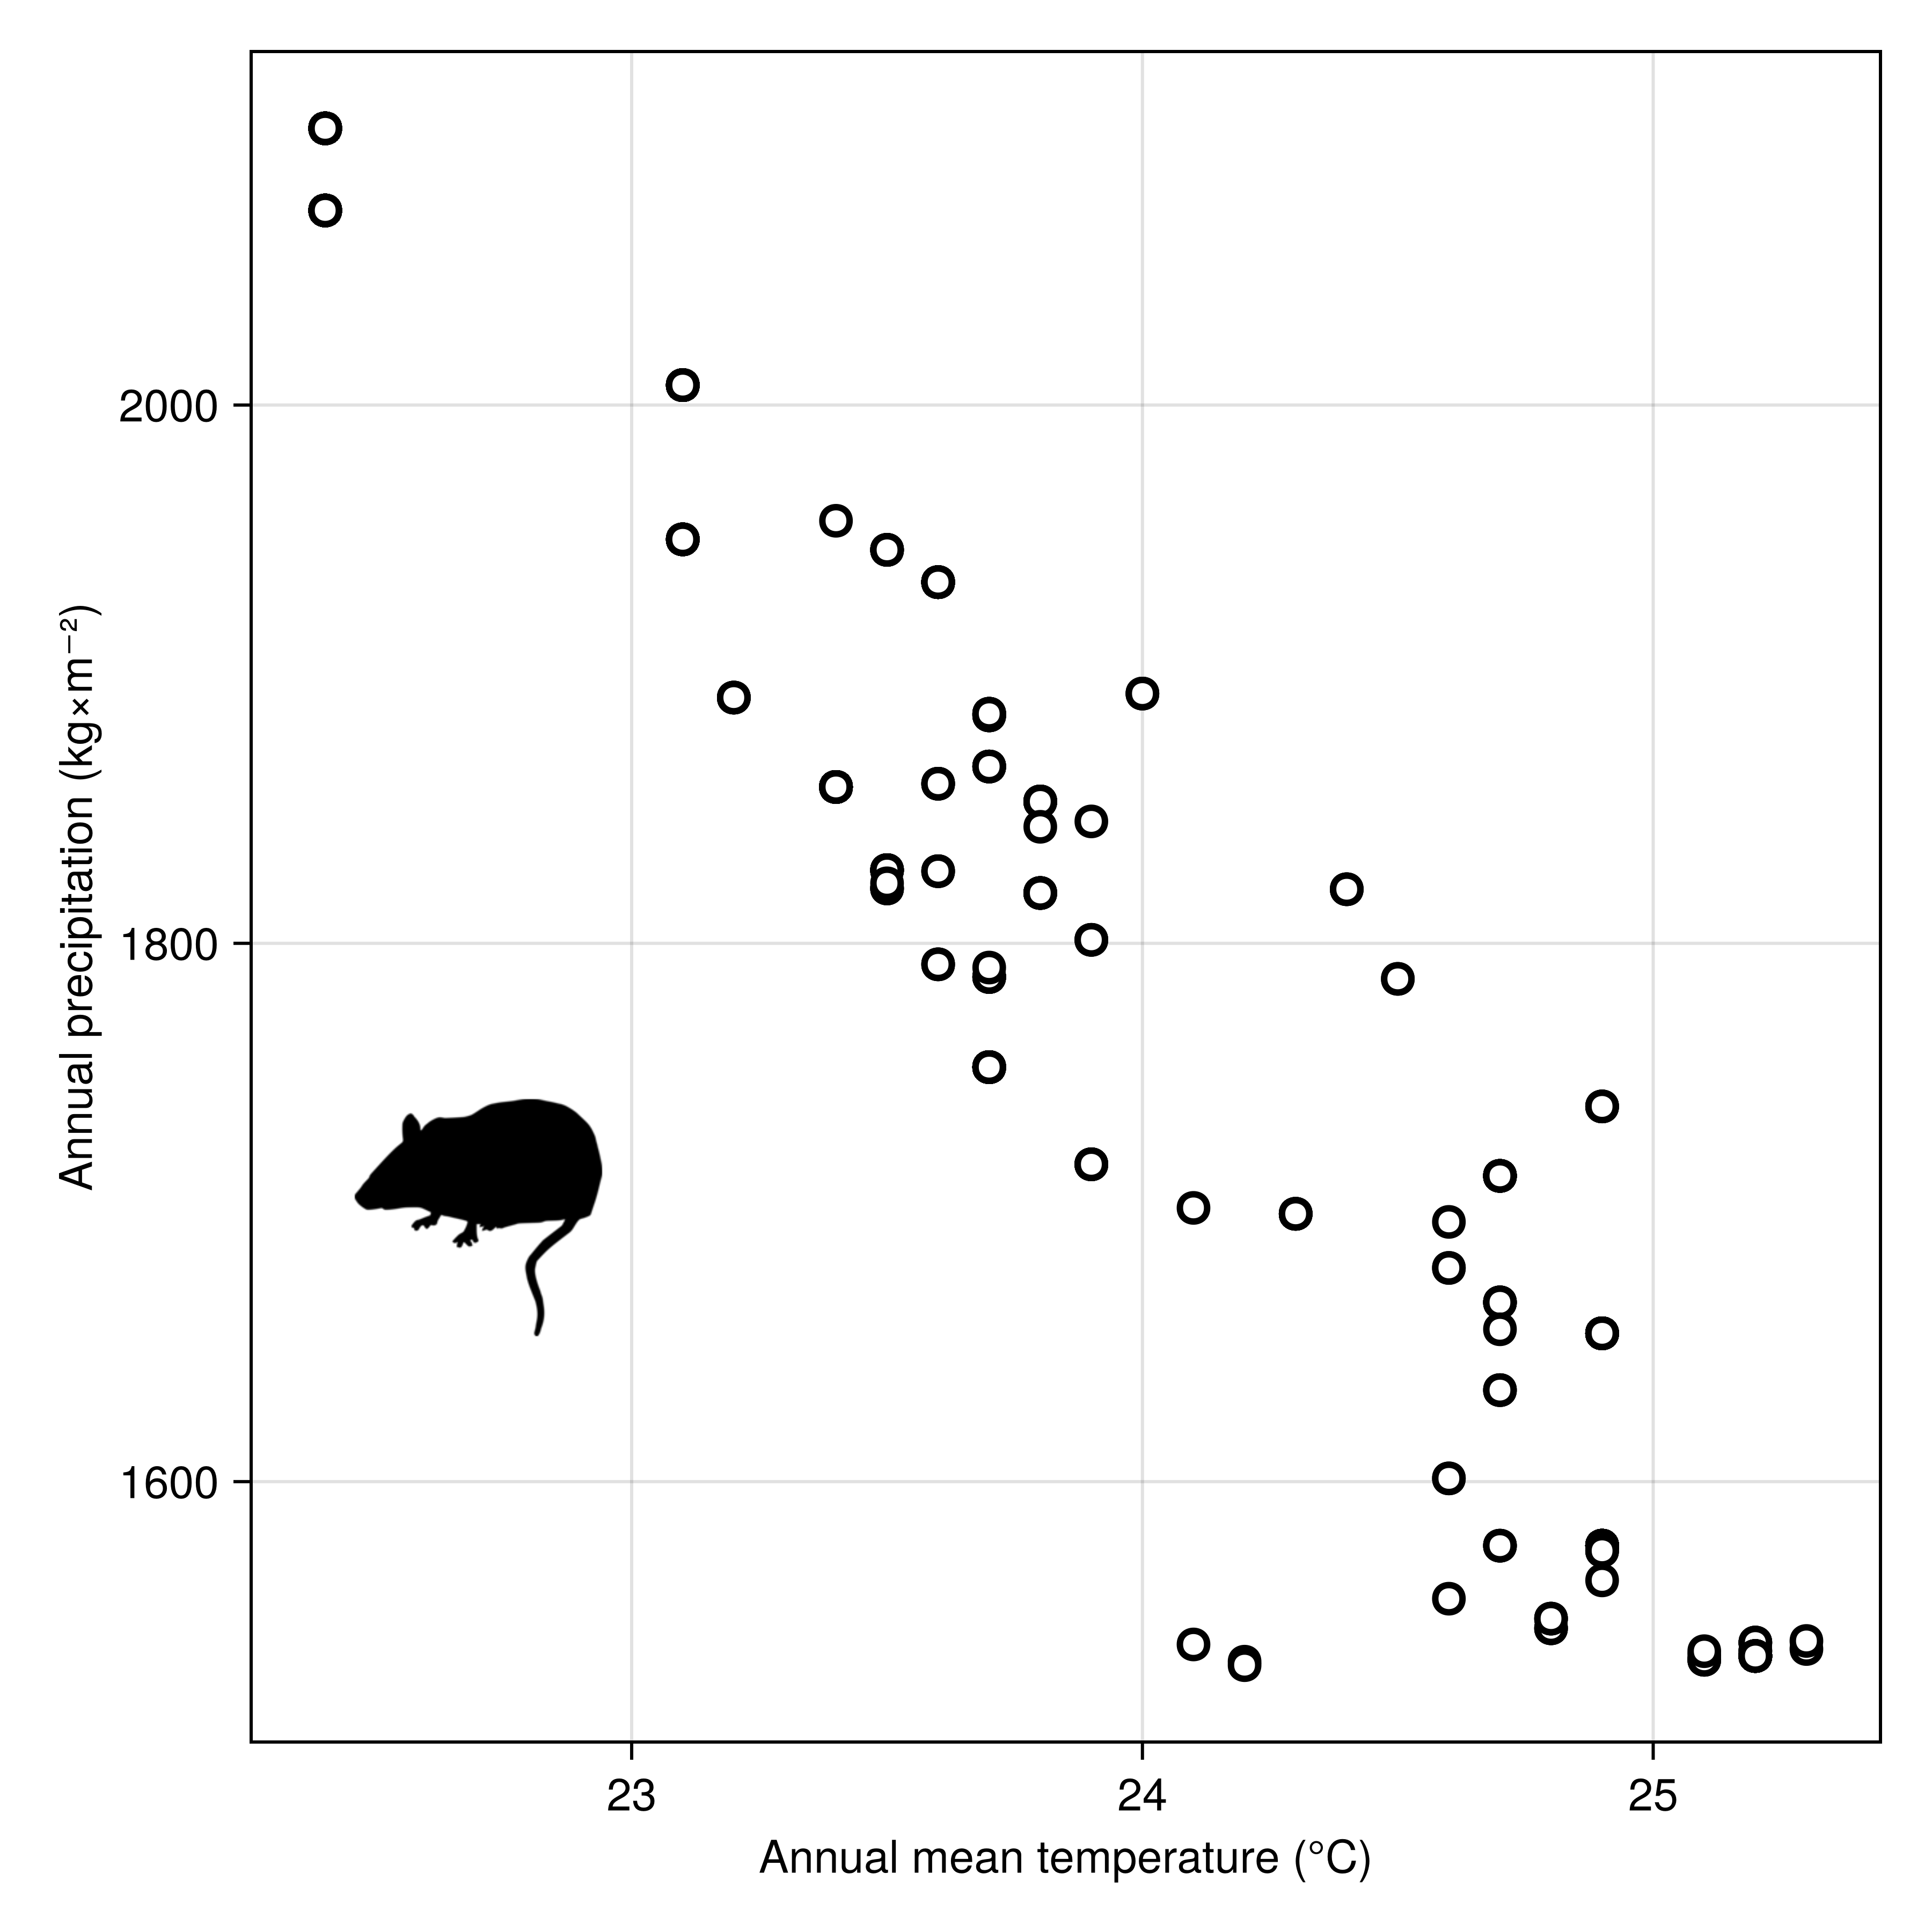 Annual precipitation (kg×m⁻²)
2000
1800
1600
23 24 25
Annual mean temperature (°C)